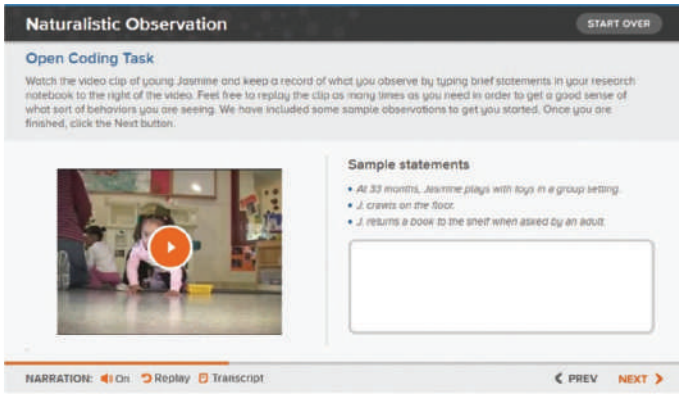 Naturalistic Observation
START OVER
Open Coding Task
Watch the video clip of young Jasmine and keep a record of what you observe by typing brief statements in your research
notebook to the right of the video. Feel free to replay the clip as many times as you need in order to get a good sense of
what sort of behaviors you are seeing. We have included some sample observations to get you started. Once you are
finished, click the Next button.
Sample statements
• At 33 months, Jasmine plays with toys in a group setting.
• J. crawls on the floor.
• J. returns a book to the shelf when asked by an adult.
NARRATION: On Replay Transcript
PREV NEXT